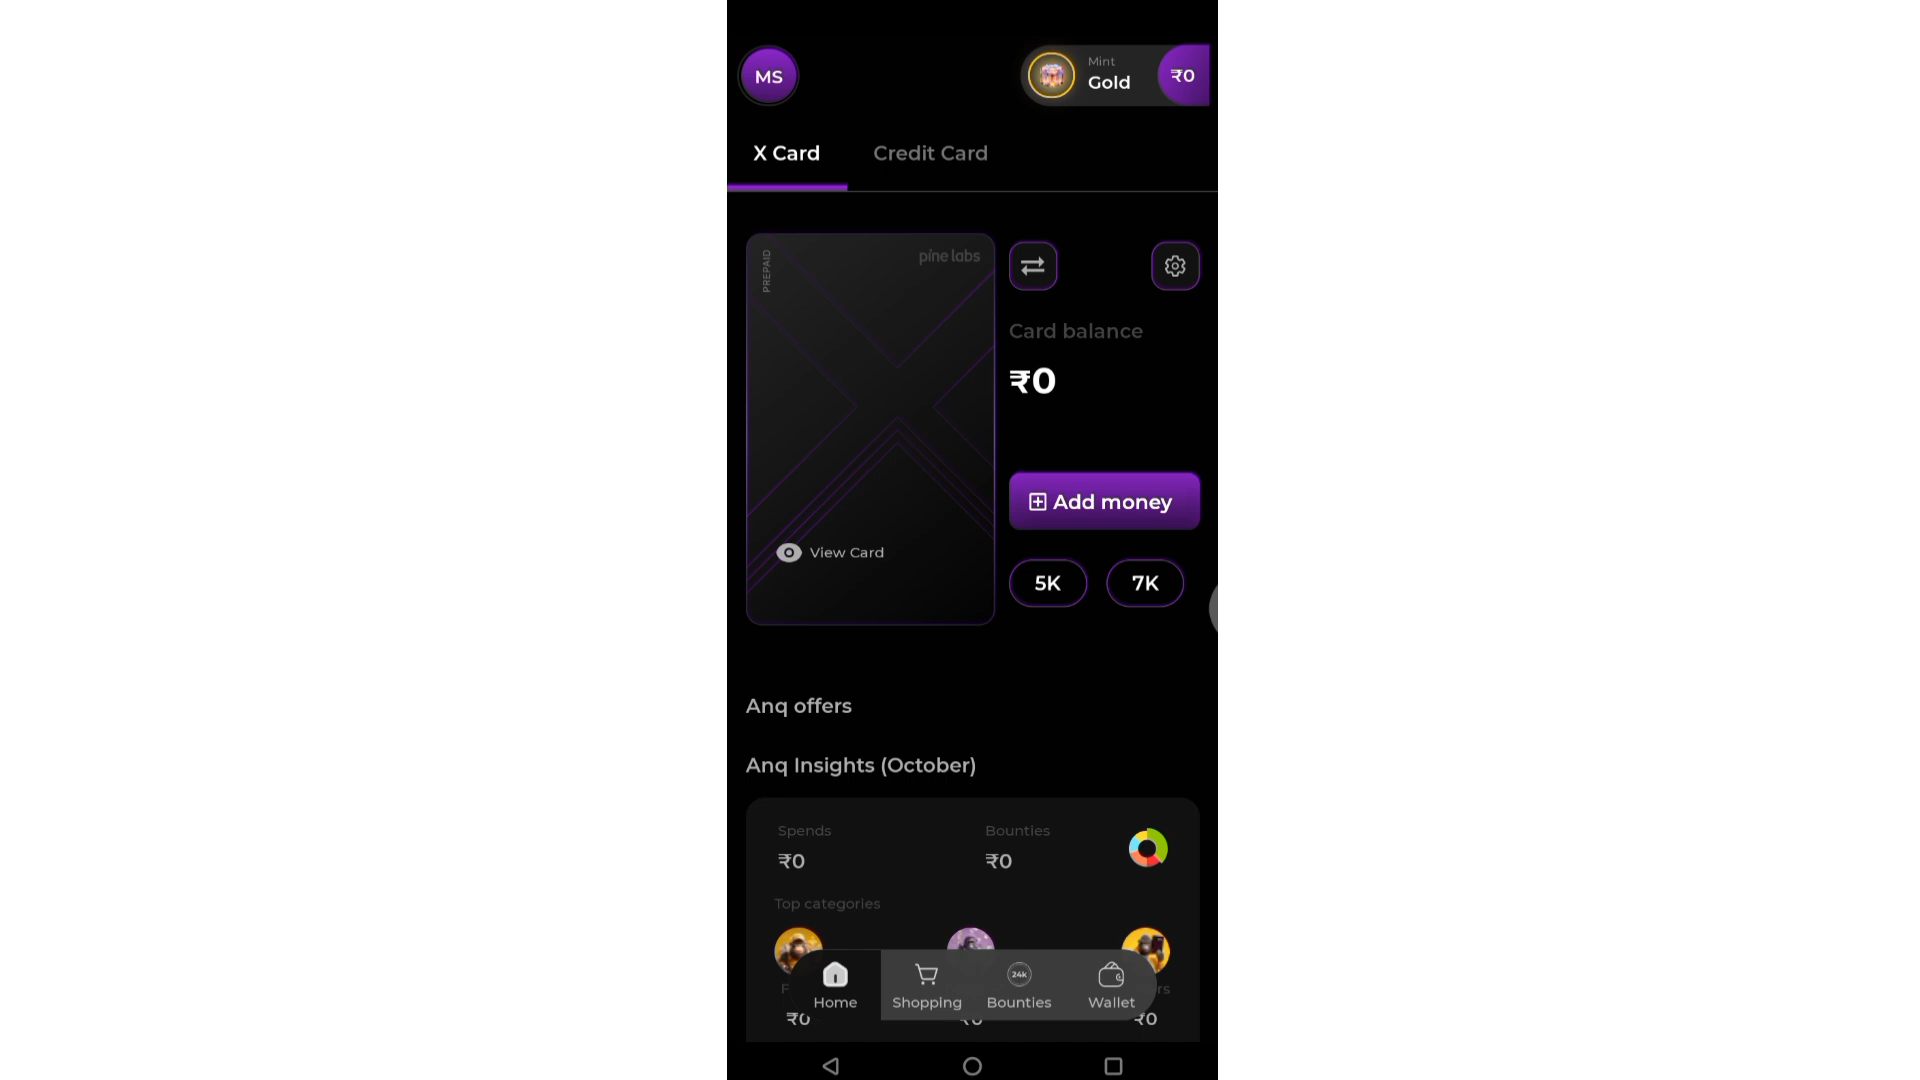 MS
Mint
Gold
₹0
X Card
Credit Card
PREPAID
pine labs
Card balance
₹0
Add money
View Card
5K
7K
Anq offers
Anq Insights (October)
Spends
Bounties
₹0
₹0
Top categories
24k
Home
Shopping
Bounties
Wallet
₹0
₹0
₹0